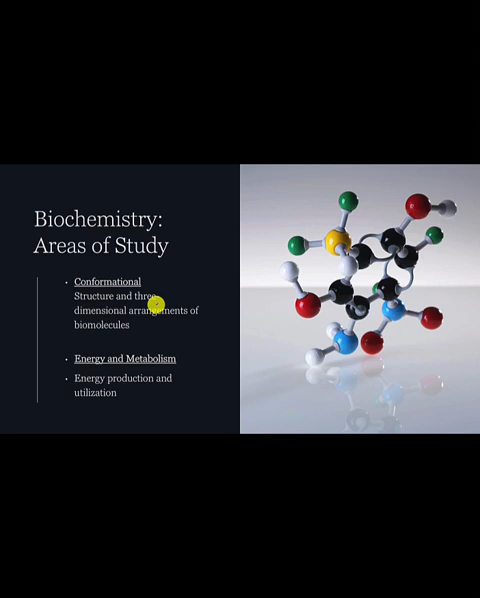 Biochemistry:
Areas of Study
• Conformational
Structure and three
dimensional arrangements of
biomolecules
• Energy and Metabolism
• Energy production and
utilization